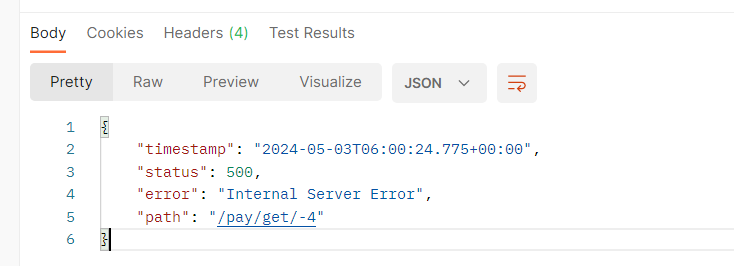 Body Cookies Headers (4) Test Results
Pretty Raw Preview Visualize JSON
1 {
2 "timestamp": "2024-05-03T06:00:24.775+00:00",
3 "status": 500,
4 "error": "Internal Server Error",
5 "path": "/pay/get/-4"
6 }